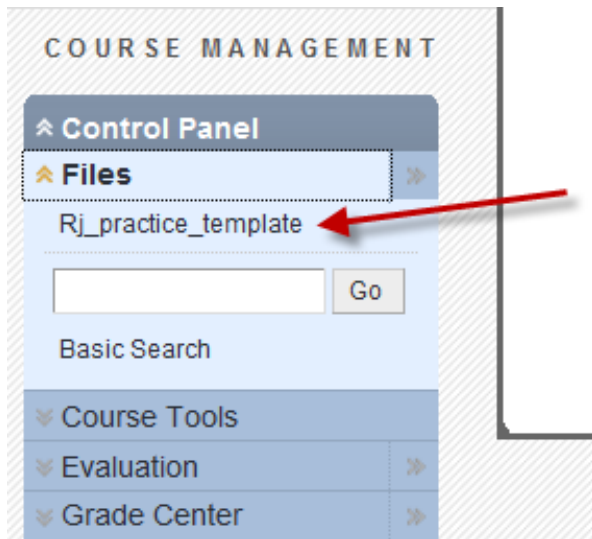 COURSE MANAGEMENT
Control Panel
Files
Rj_practice_template
Go
Basic Search
Course Tools
Evaluation
Grade Center